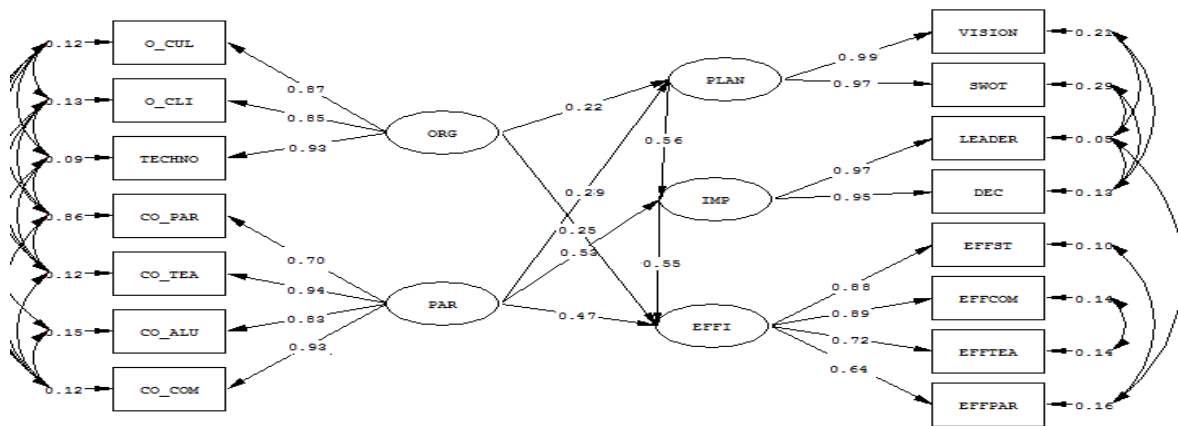 0.12 O_CUL
0.13 O_CLI
0.09 TECHNO
0.86 CO_PAR
0.12 CO_TEA
0.15 CO_ALU
0.12 CO_COM
0.87
0.85
0.93
ORG
0.70
0.94
0.83
0.93
PAR
0.22
0.29
0.25
0.53
0.47
PLAN
0.56
IMP
0.55
EFFI
0.99
0.97
0.97
0.95
0.88
0.89
0.72
0.64
VISION 0.21
SWOT 0.29
LEADER 0.05
DEC 0.13
EFFST 0.10
EFFCOM 0.14
EFFTEA 0.14
EFFPAR 0.16